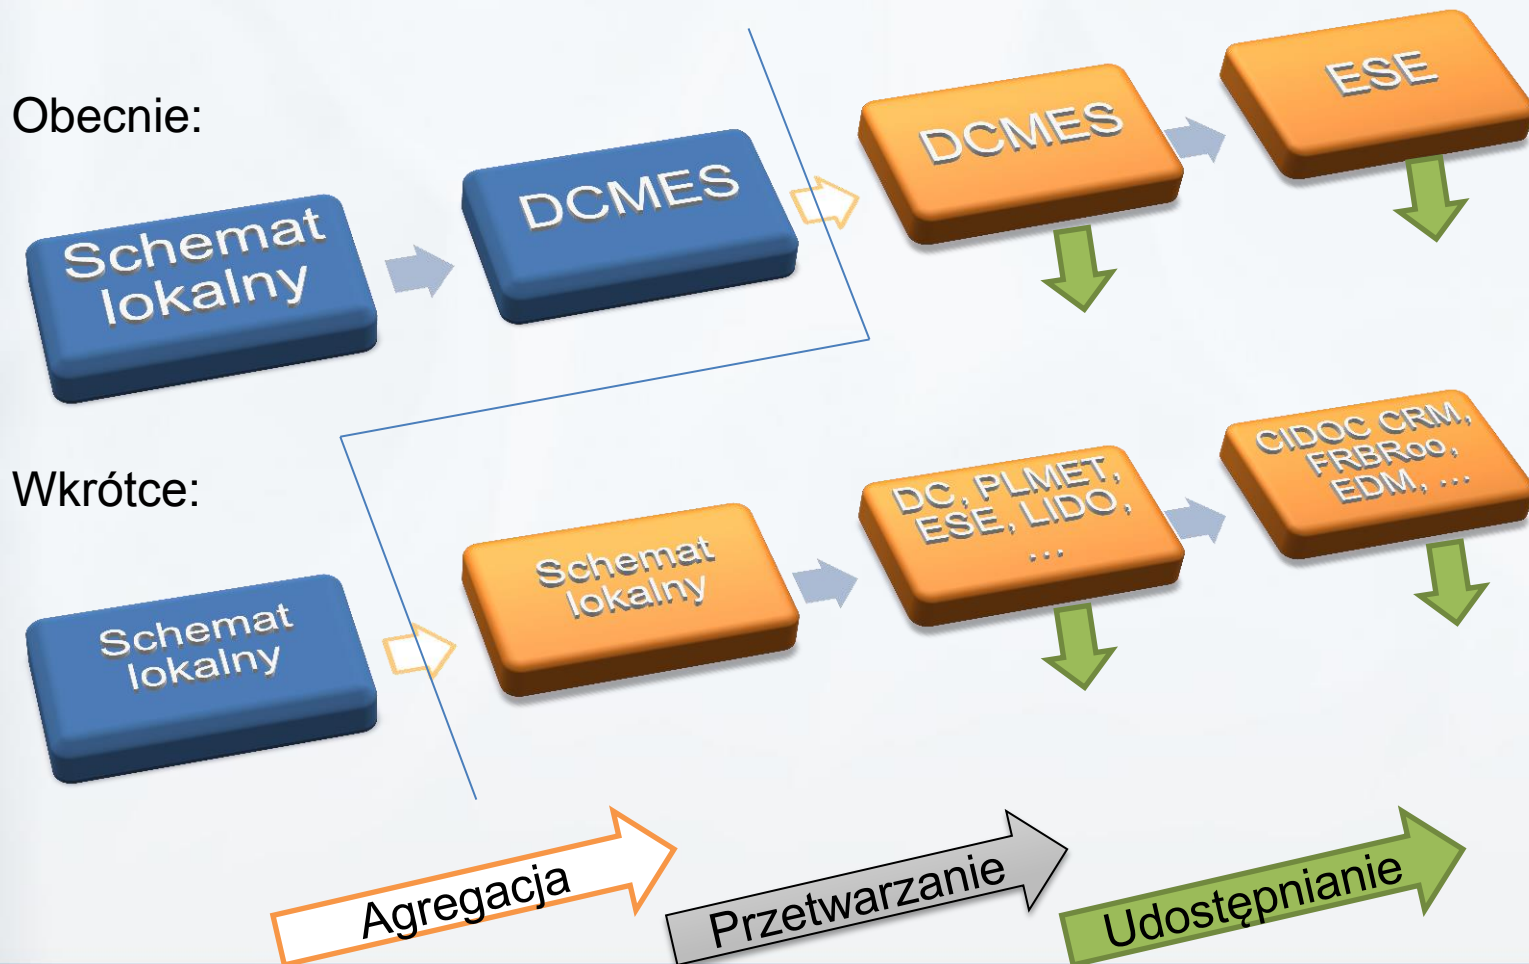 Obecnie:
Schemat
lokalny
DCMES
DCMES
ESE
Wkrótce:
Schemat
lokalny
Schemat
lokalny
DC, PLMET,
ESE, LIDO,
...
CIDOC CRM,
FRBRoo,
EDM, ...
Agregacja
Przetwarzanie
Udostępnianie